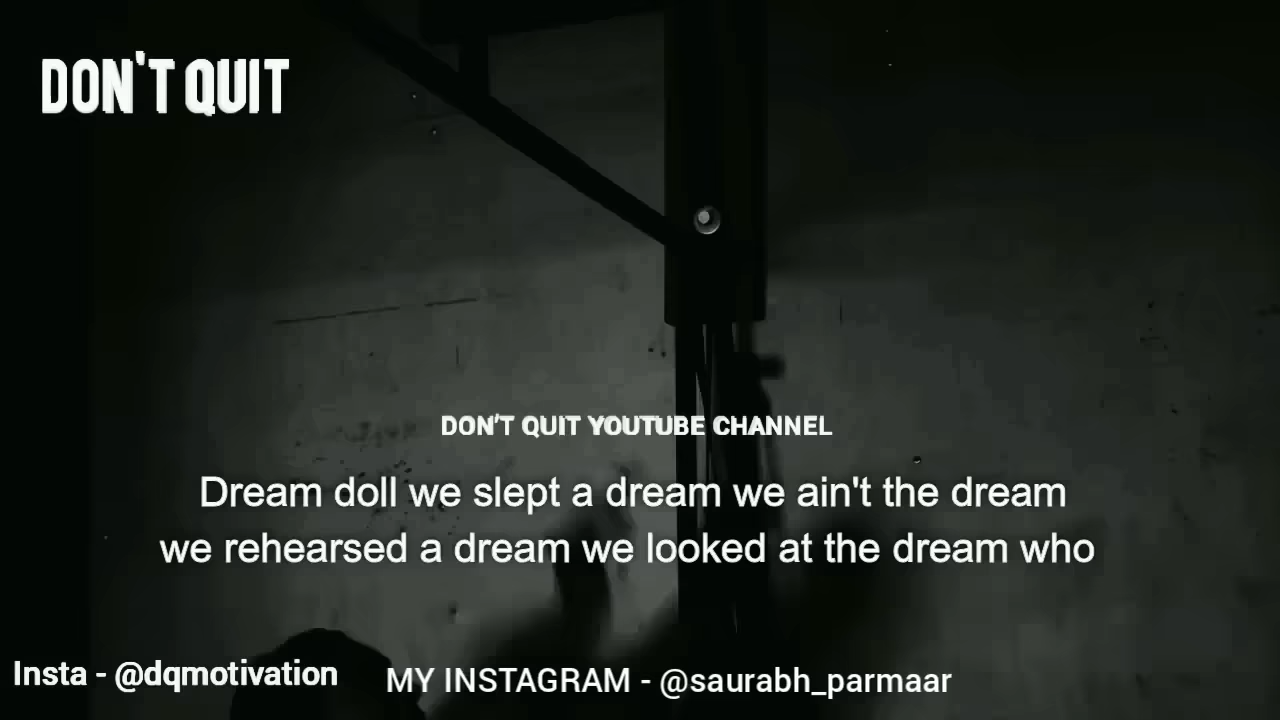 DON'T QUIT
DON'T QUIT YOUTUBE CHANNEL
Dream doll we slept a dream we ain't the dream
we rehearsed a dream we looked at the dream who
Insta - @dqmotivation
MY INSTAGRAM - @saurabh_parmaar